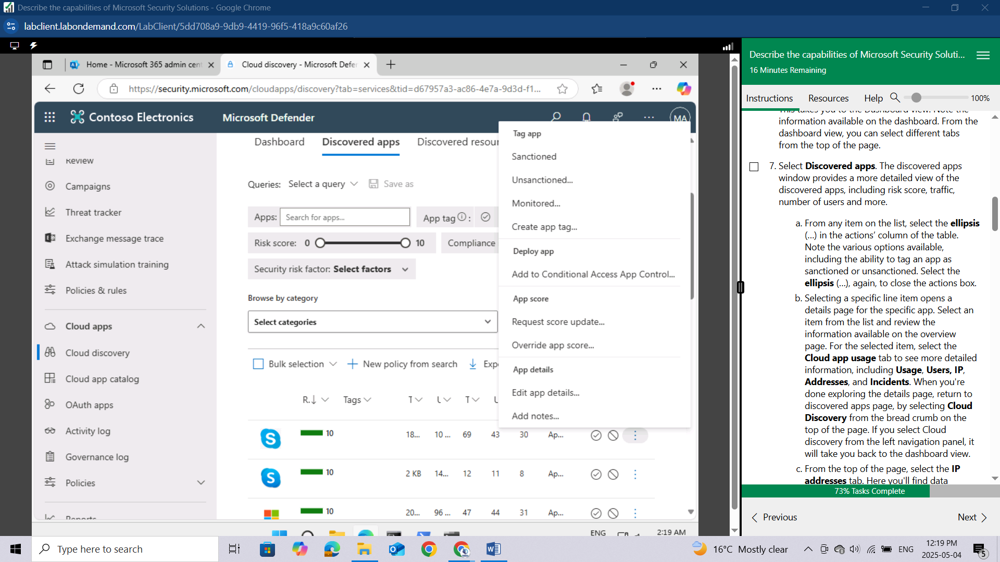 Describe the capabilities of Microsoft Security Solutions - Google Chrome
labclient.labondemand.com/LabClient/5dd708a9-9db9-4419-96f5-418a9c60af26
Home - Microsoft 365 admin cent
Cloud discovery - Microsoft Defen
https://security.microsoft.com/cloudapps/discovery?tab=services&tid=d67957a3-ac86-4e7a-9d3d-f1...
Contoso Electronics
Microsoft Defender
MA
Review
Campaigns
Threat tracker
Exchange message trace
Attack simulation training
Policies & rules
Cloud apps
Cloud discovery
Cloud app catalog
OAuth apps
Activity log
Governance log
Policies
Reports
Dashboard
Discovered apps
Discovered resour
Queries: Select a query
Save as
Apps: Search for apps...
App tag :
Risk score: 0 10
Compliance
Security risk factor: Select factors
Browse by category
Select categories
Bulk selection
New policy from search
Exp
R. Tags T U T U
10 18... 10 ... 69 43 30 Ap...
10 2 KB 14... 12 11 8 Ap...
10 20... 96 ... 47 44 31 Ap...
Tag app
Sanctioned
Unsanctioned...
Monitored...
Create app tag...
Deploy app
Add to Conditional Access App Control...
App score
Request score update...
Override app score...
App details
Edit app details...
Add notes...
ENG
2:19 AM
Describe the capabilities of Microsoft Security Soluti...
16 Minutes Remaining
Instructions Resources Help 100%
This takes you to the Dashboard view. Note the
information available on the dashboard. From the
dashboard view, you can select different tabs
from the top of the page.
7. Select Discovered apps. The discovered apps
window provides a more detailed view of the
discovered apps, including risk score, traffic,
number of users and more.
a. From any item on the list, select the ellipsis
(...) in the actions’ column of the table.
Note the various options available,
including the ability to tag an app as
sanctioned or unsanctioned. Select the
ellipsis (...), again, to close the actions box.
b. Selecting a specific line item opens a
details page for the specific app. Select an
item from the list and review the
information available on the overview
page. For the selected item, select the
Cloud app usage tab to see more detailed
information, including Usage, Users, IP,
Addresses, and Incidents. When you're
done exploring the details page, return to
discovered apps page, by selecting Cloud
Discovery from the bread crumb on the
top of the page. If you select Cloud
discovery from the left navigation panel, it
will take you back to the dashboard view.
c. From the top of the page, select the IP
addresses tab. Here you'll find data
73% Tasks Complete
Previous
Next
Type here to search
16°C Mostly clear
ENG
12:19 PM
2025-05-04
5